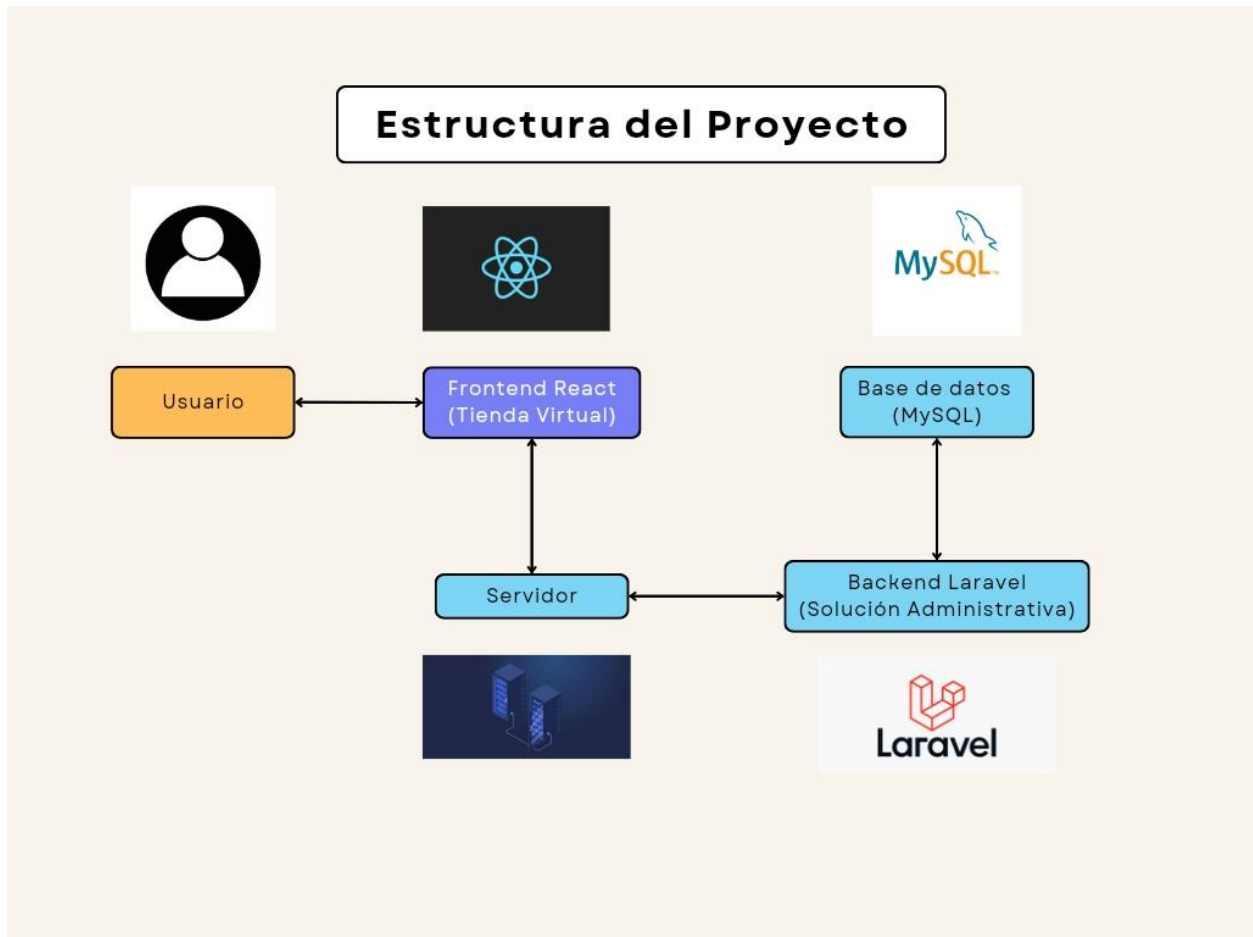 Estructura del Proyecto
MySQL
Usuario
Frontend React
(Tienda Virtual)
Base de datos
(MySQL)
Servidor
Backend Laravel
(Solución Administrativa)
Laravel